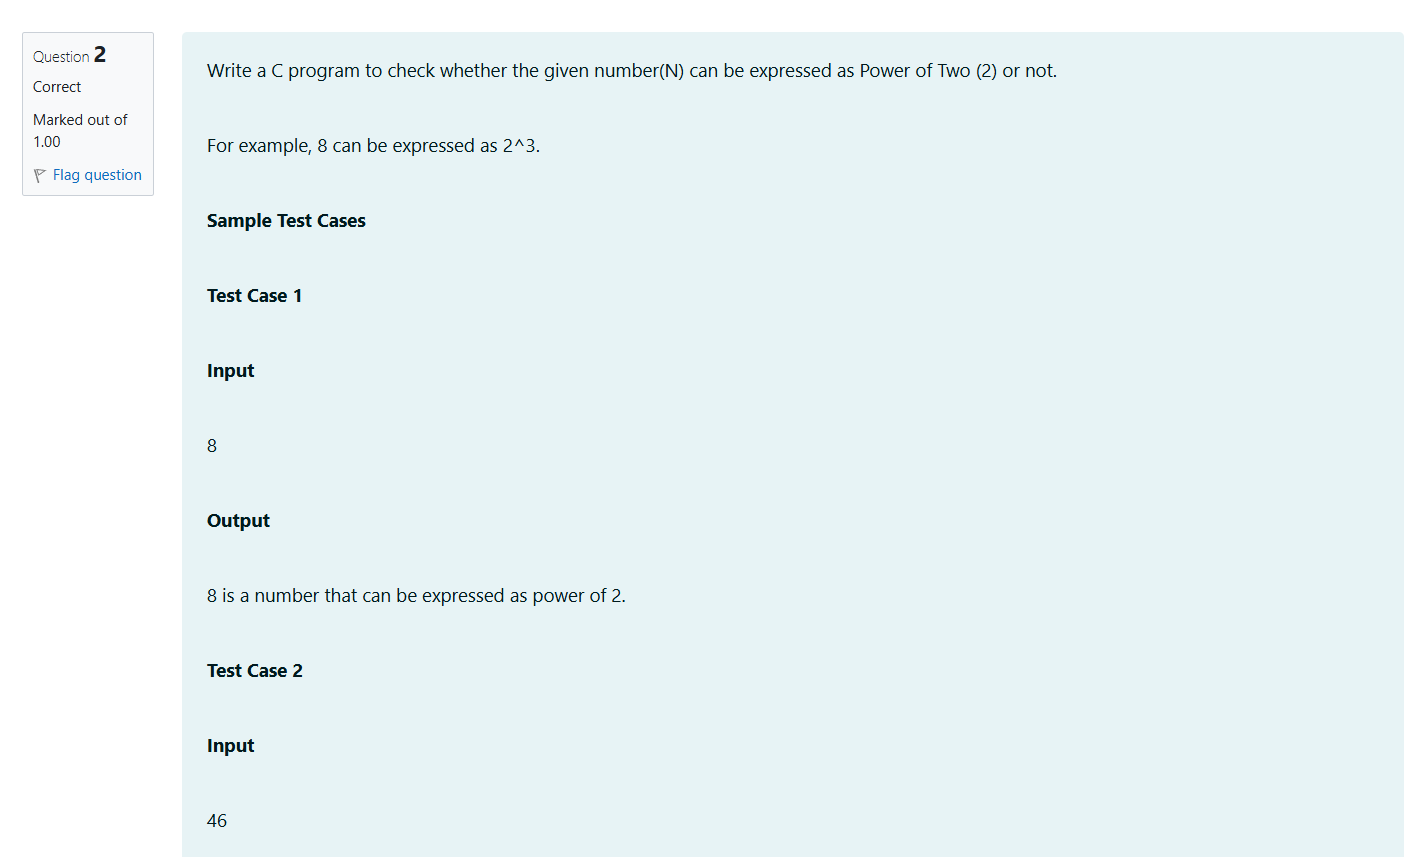 Question 2
Correct
Marked out of
1.00
Flag question
Write a C program to check whether the given number(N) can be expressed as Power of Two (2) or not.
For example, 8 can be expressed as 2^3.
Sample Test Cases
Test Case 1
Input
8
Output
8 is a number that can be expressed as power of 2.
Test Case 2
Input
46